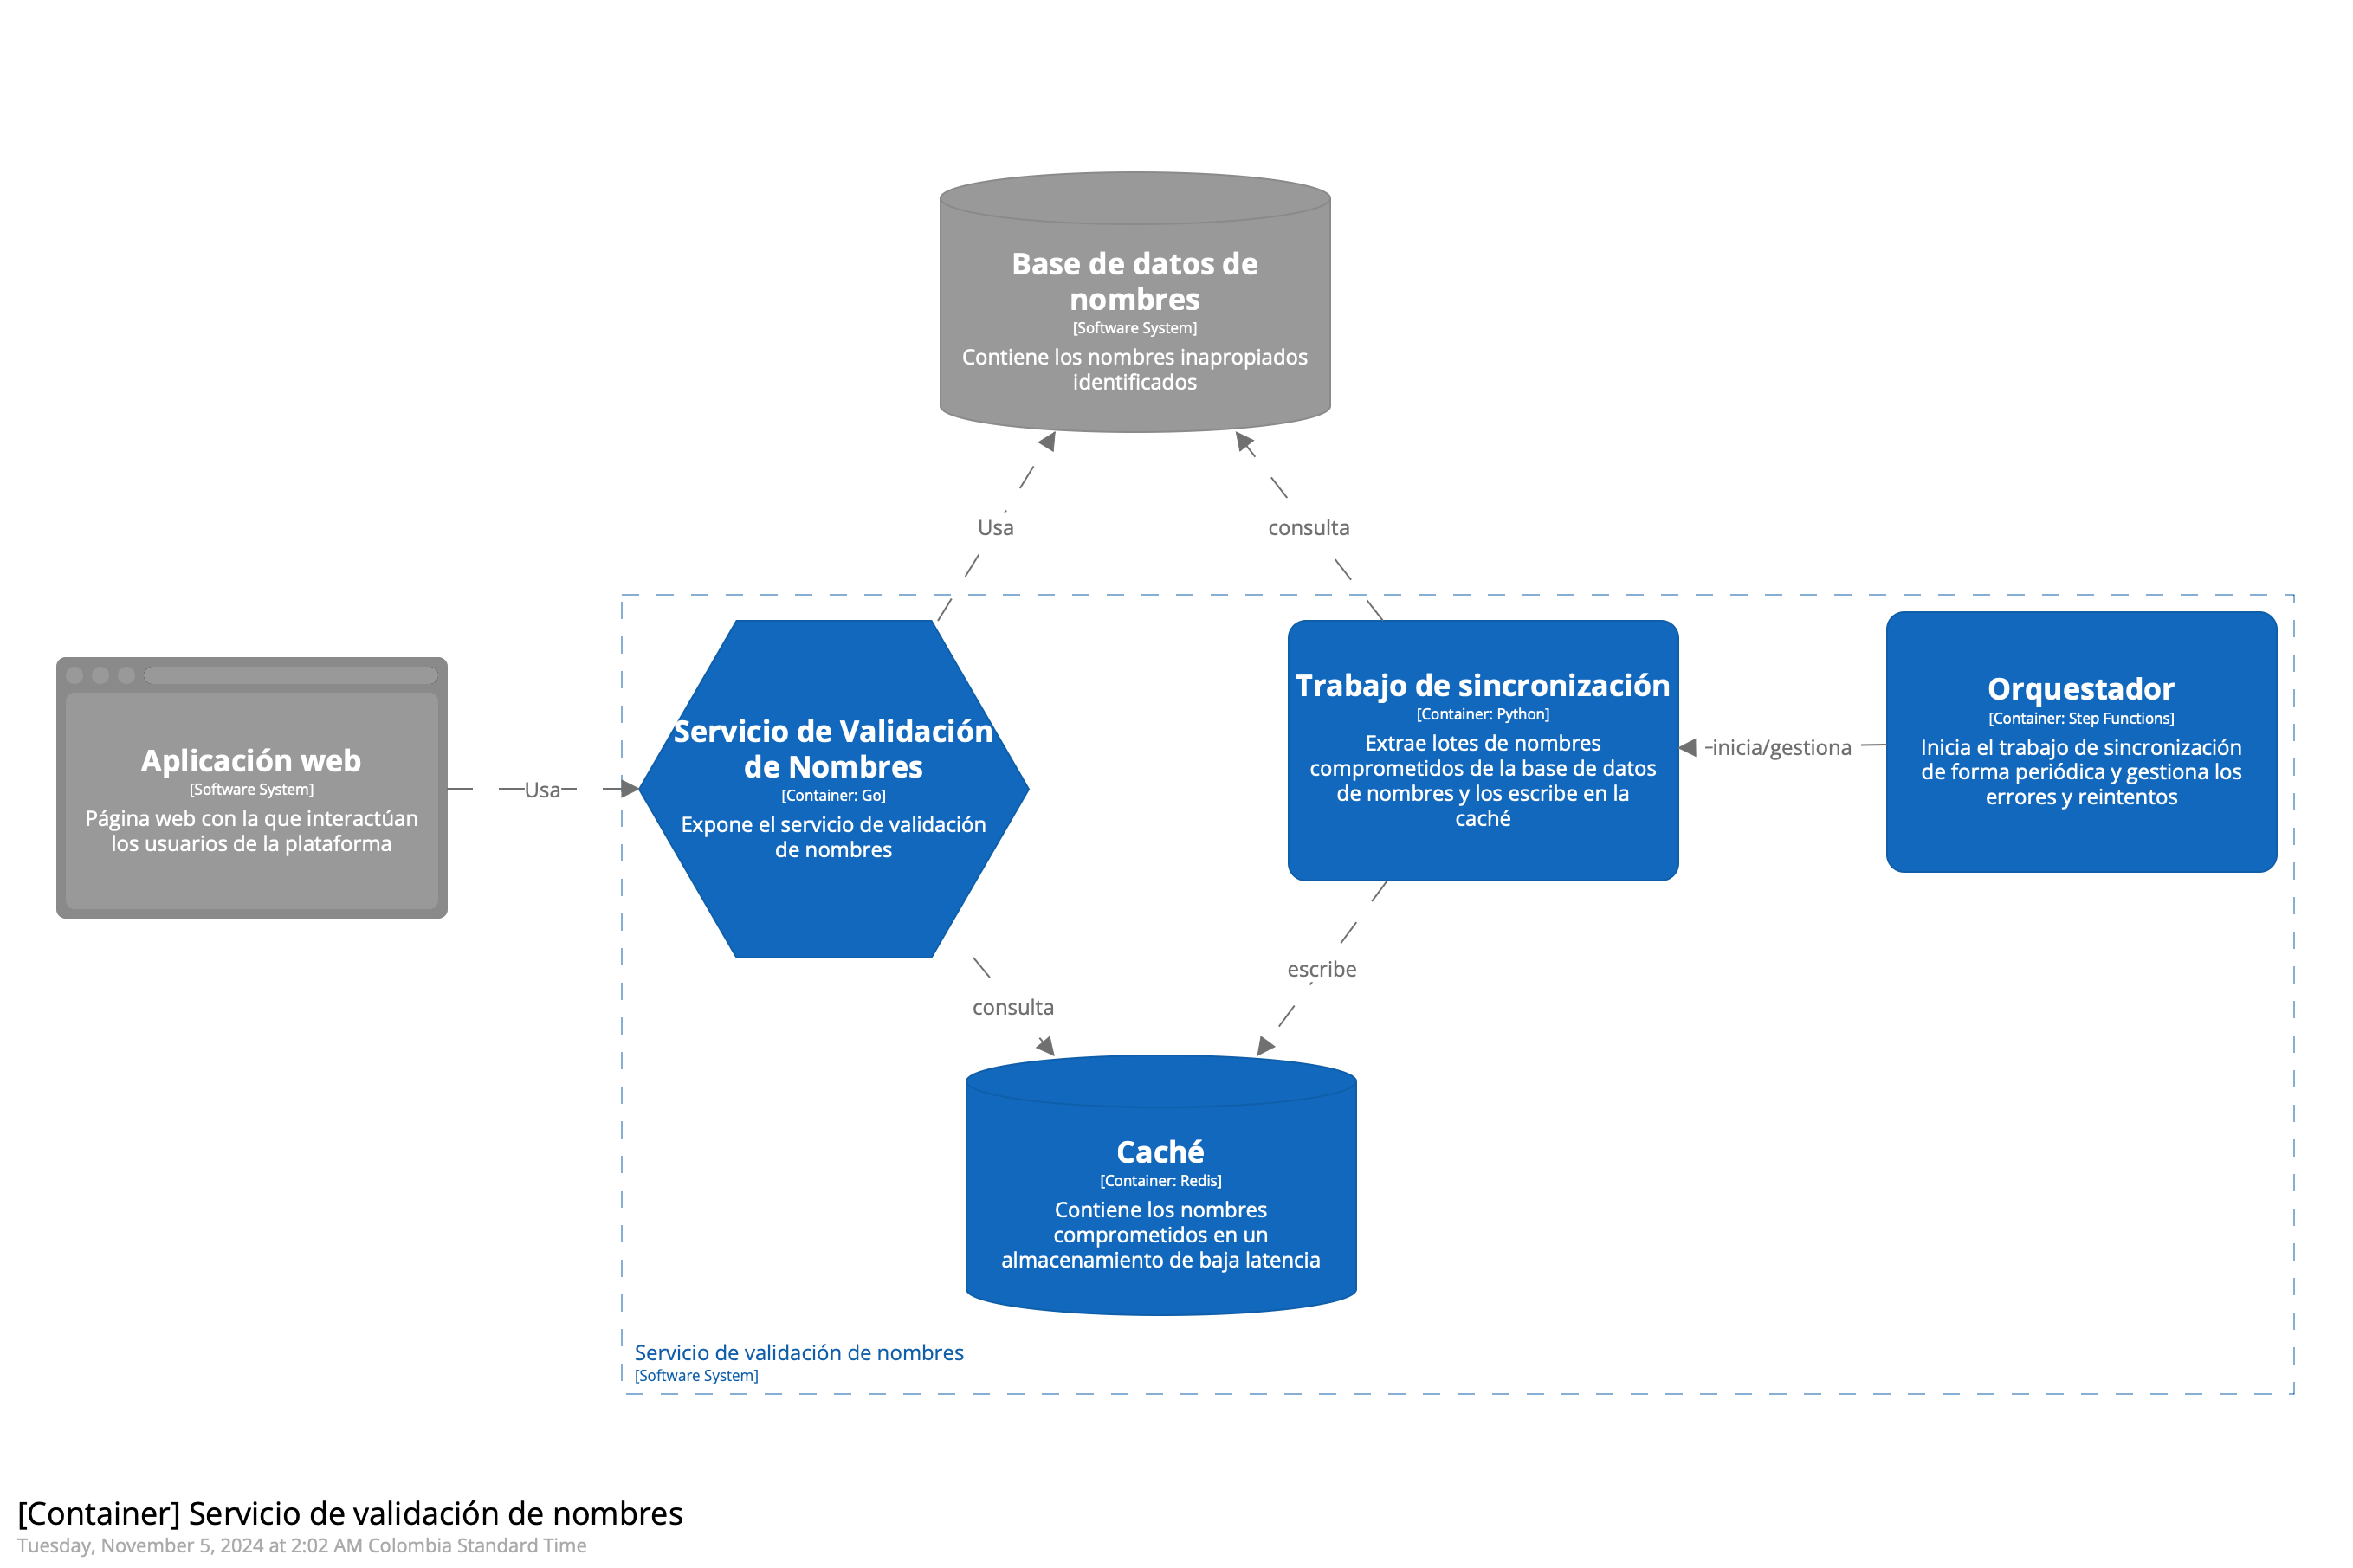 Base de datos de
nombres
[Software System]
Contiene los nombres inapropiados
identificados
Usa
consulta
Aplicación web
[Software System]
Página web con la que interactúan
los usuarios de la plataforma
Usa
Servicio de Validación
de Nombres
[Container: Go]
Expone el servicio de validación
de nombres
Trabajo de sincronización
[Container: Python]
Extrae lotes de nombres
comprometidos de la base de datos
de nombres y los escribe en la
caché
inicia/gestiona
Orquestador
[Container: Step Functions]
Inicia el trabajo de sincronización
de forma periódica y gestiona los
errores y reintentos
consulta
escribe
Caché
[Container: Redis]
Contiene los nombres
comprometidos en un
almacenamiento de baja latencia
Servicio de validación de nombres
[Software System]
[Container] Servicio de validación de nombres
Tuesday, November 5, 2024 at 2:02 AM Colombia Standard Time